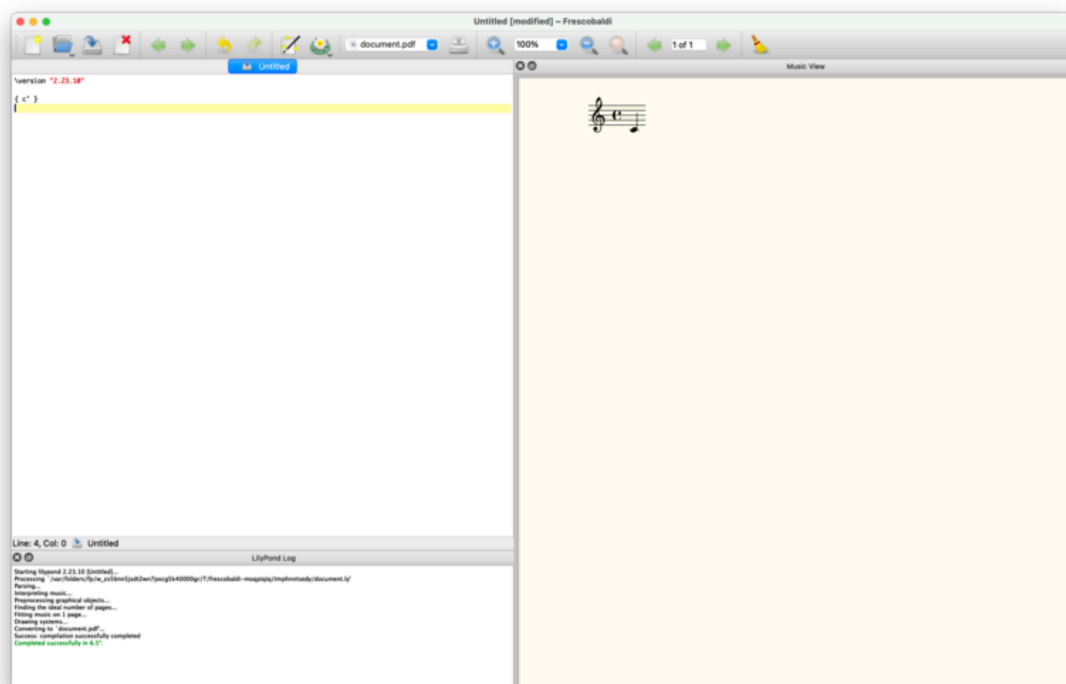 Untitled [modified] – Frescobaldi
document.pdf
100%
1 of 1
Untitled
Music View
\version "2.23.10"
{ c' }
Line: 4, Col: 0 Untitled
LilyPond Log
Starting lilypond 2.23.10 [Untitled]...
Parsing...
Interpreting music...
Preprocessing graphical objects...
Finding the ideal number of pages...
Fitting music on 1 page...
Drawing systems...
Converting to `document.pdf'...
Success: compilation successfully completed
Completed successfully in 6.5".